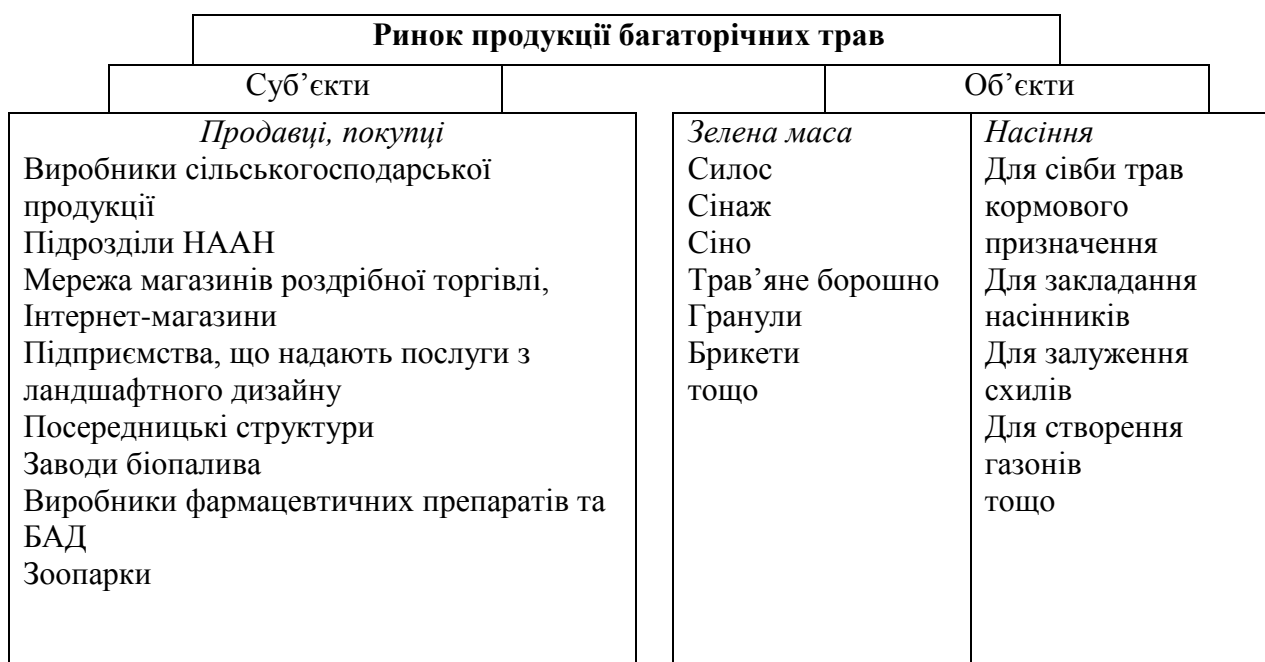 Ринок продукції багаторічних трав
Суб’єкти
Об’єкти
Продавці, покупці
Виробники сільськогосподарської
продукції
Підрозділи НААН
Мережа магазинів роздрібної торгівлі,
Інтернет-магазини
Підприємства, що надають послуги з
ландшафтного дизайну
Посередницькі структури
Заводи біопалива
Виробники фармацевтичних препаратів та
БАД
Зоопарки
Зелена маса
Силос
Сінаж
Сіно
Трав’яне борошно
Гранули
Брикети
тощо
Насіння
Для сівби трав
кормового
призначення
Для закладання
насінників
Для залуження
схилів
Для створення
газонів
тощо